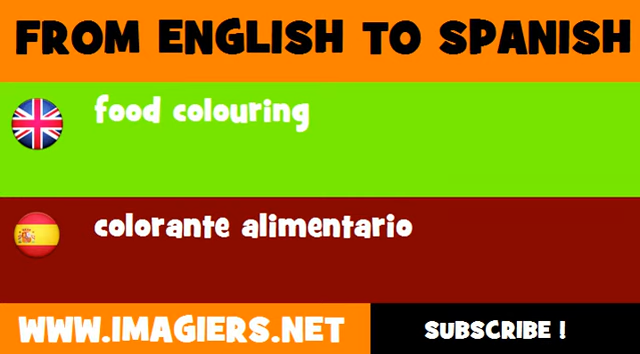 FROM ENGLISH TO SPANISH
food colouring
colorante alimentario
WWW.IMAGIERS.NET
SUBSCRIBE !